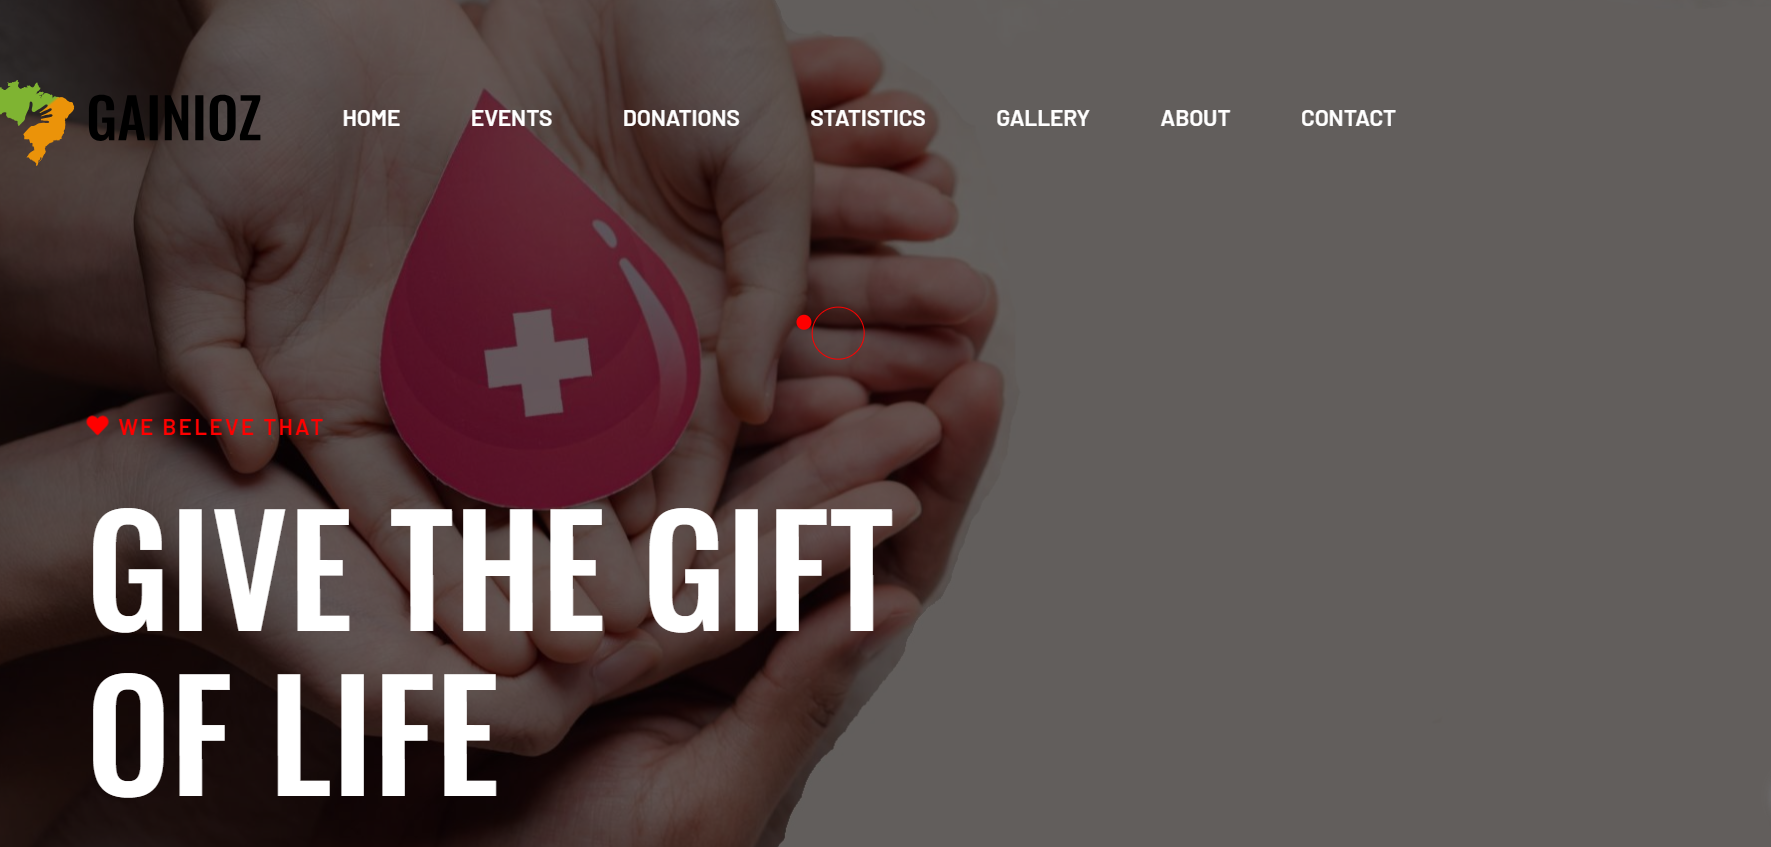 GAINIOZ
HOME EVENTS DONATIONS STATISTICS GALLERY ABOUT CONTACT
WE BELEVE THAT
GIVE THE GIFT
OF LIFE